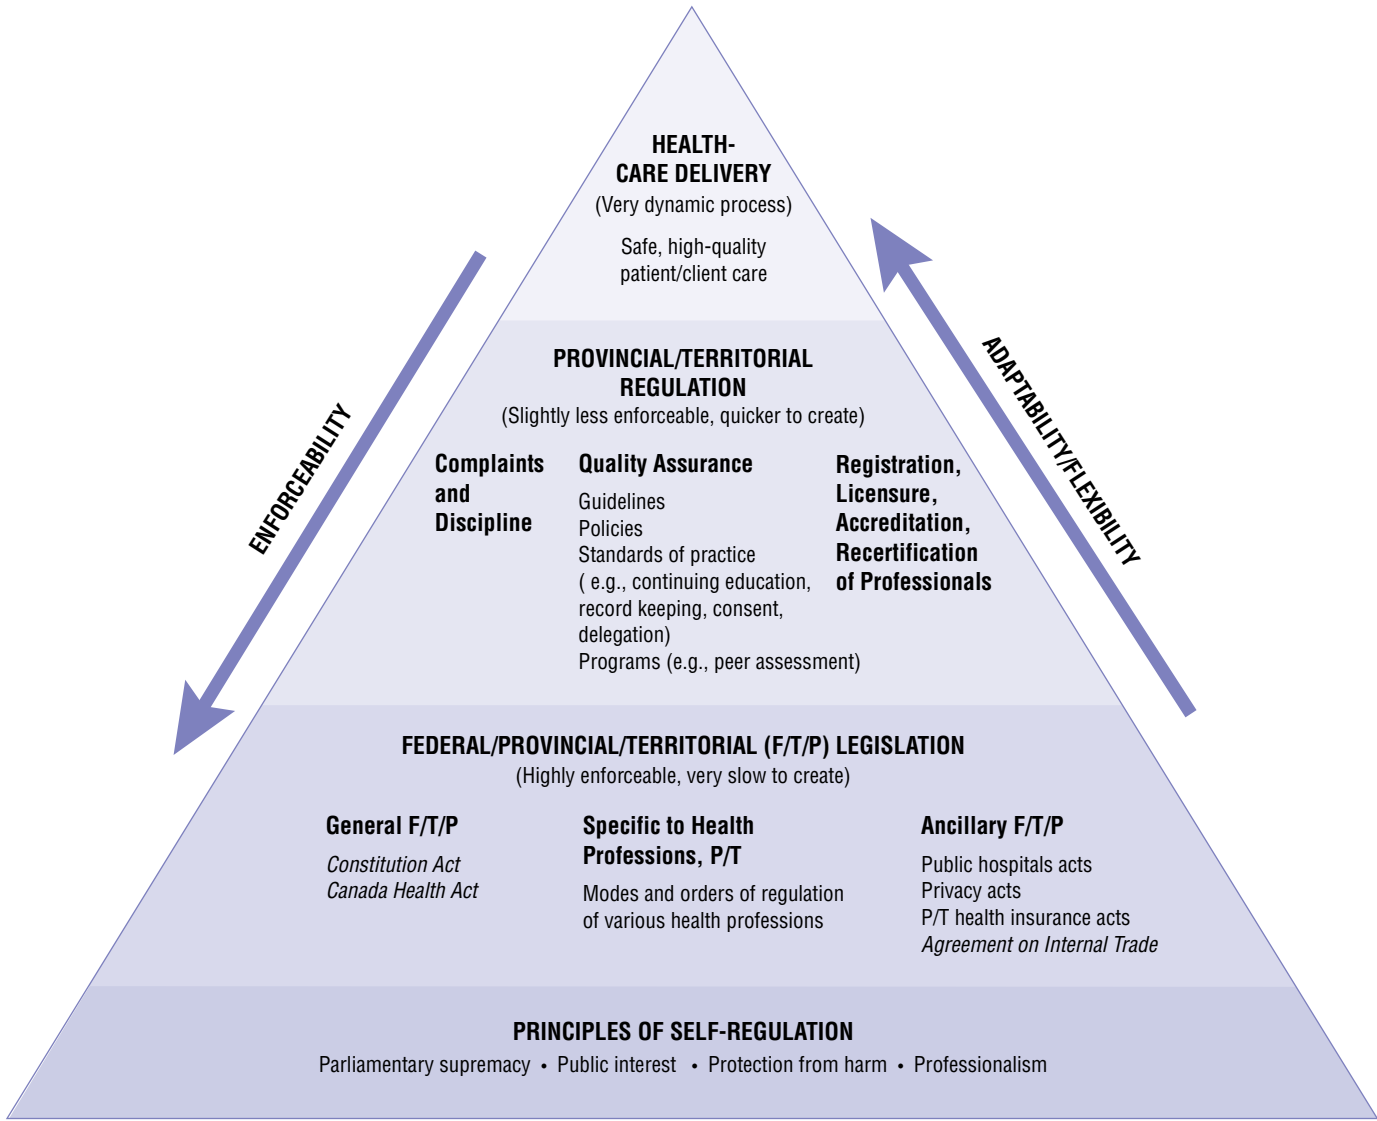 HEALTH-
CARE DELIVERY
(Very dynamic process)
Safe, high-quality
patient/client care
ENFORCEABILITY
ADAPTABILITY/FLEXIBILITY
PROVINCIAL/TERRITORIAL
REGULATION
(Slightly less enforceable, quicker to create)
Complaints
and
Discipline
Quality Assurance
Guidelines
Policies
Standards of practice
( e.g., continuing education,
record keeping, consent,
delegation)
Programs (e.g., peer assessment)
Registration,
Licensure,
Accreditation,
Recertification
of Professionals
FEDERAL/PROVINCIAL/TERRITORIAL (F/T/P) LEGISLATION
(Highly enforceable, very slow to create)
General F/T/P
Constitution Act
Canada Health Act
Specific to Health
Professions, P/T
Modes and orders of regulation
of various health professions
Ancillary F/T/P
Public hospitals acts
Privacy acts
P/T health insurance acts
Agreement on Internal Trade
PRINCIPLES OF SELF-REGULATION
Parliamentary supremacy • Public interest • Protection from harm • Professionalism